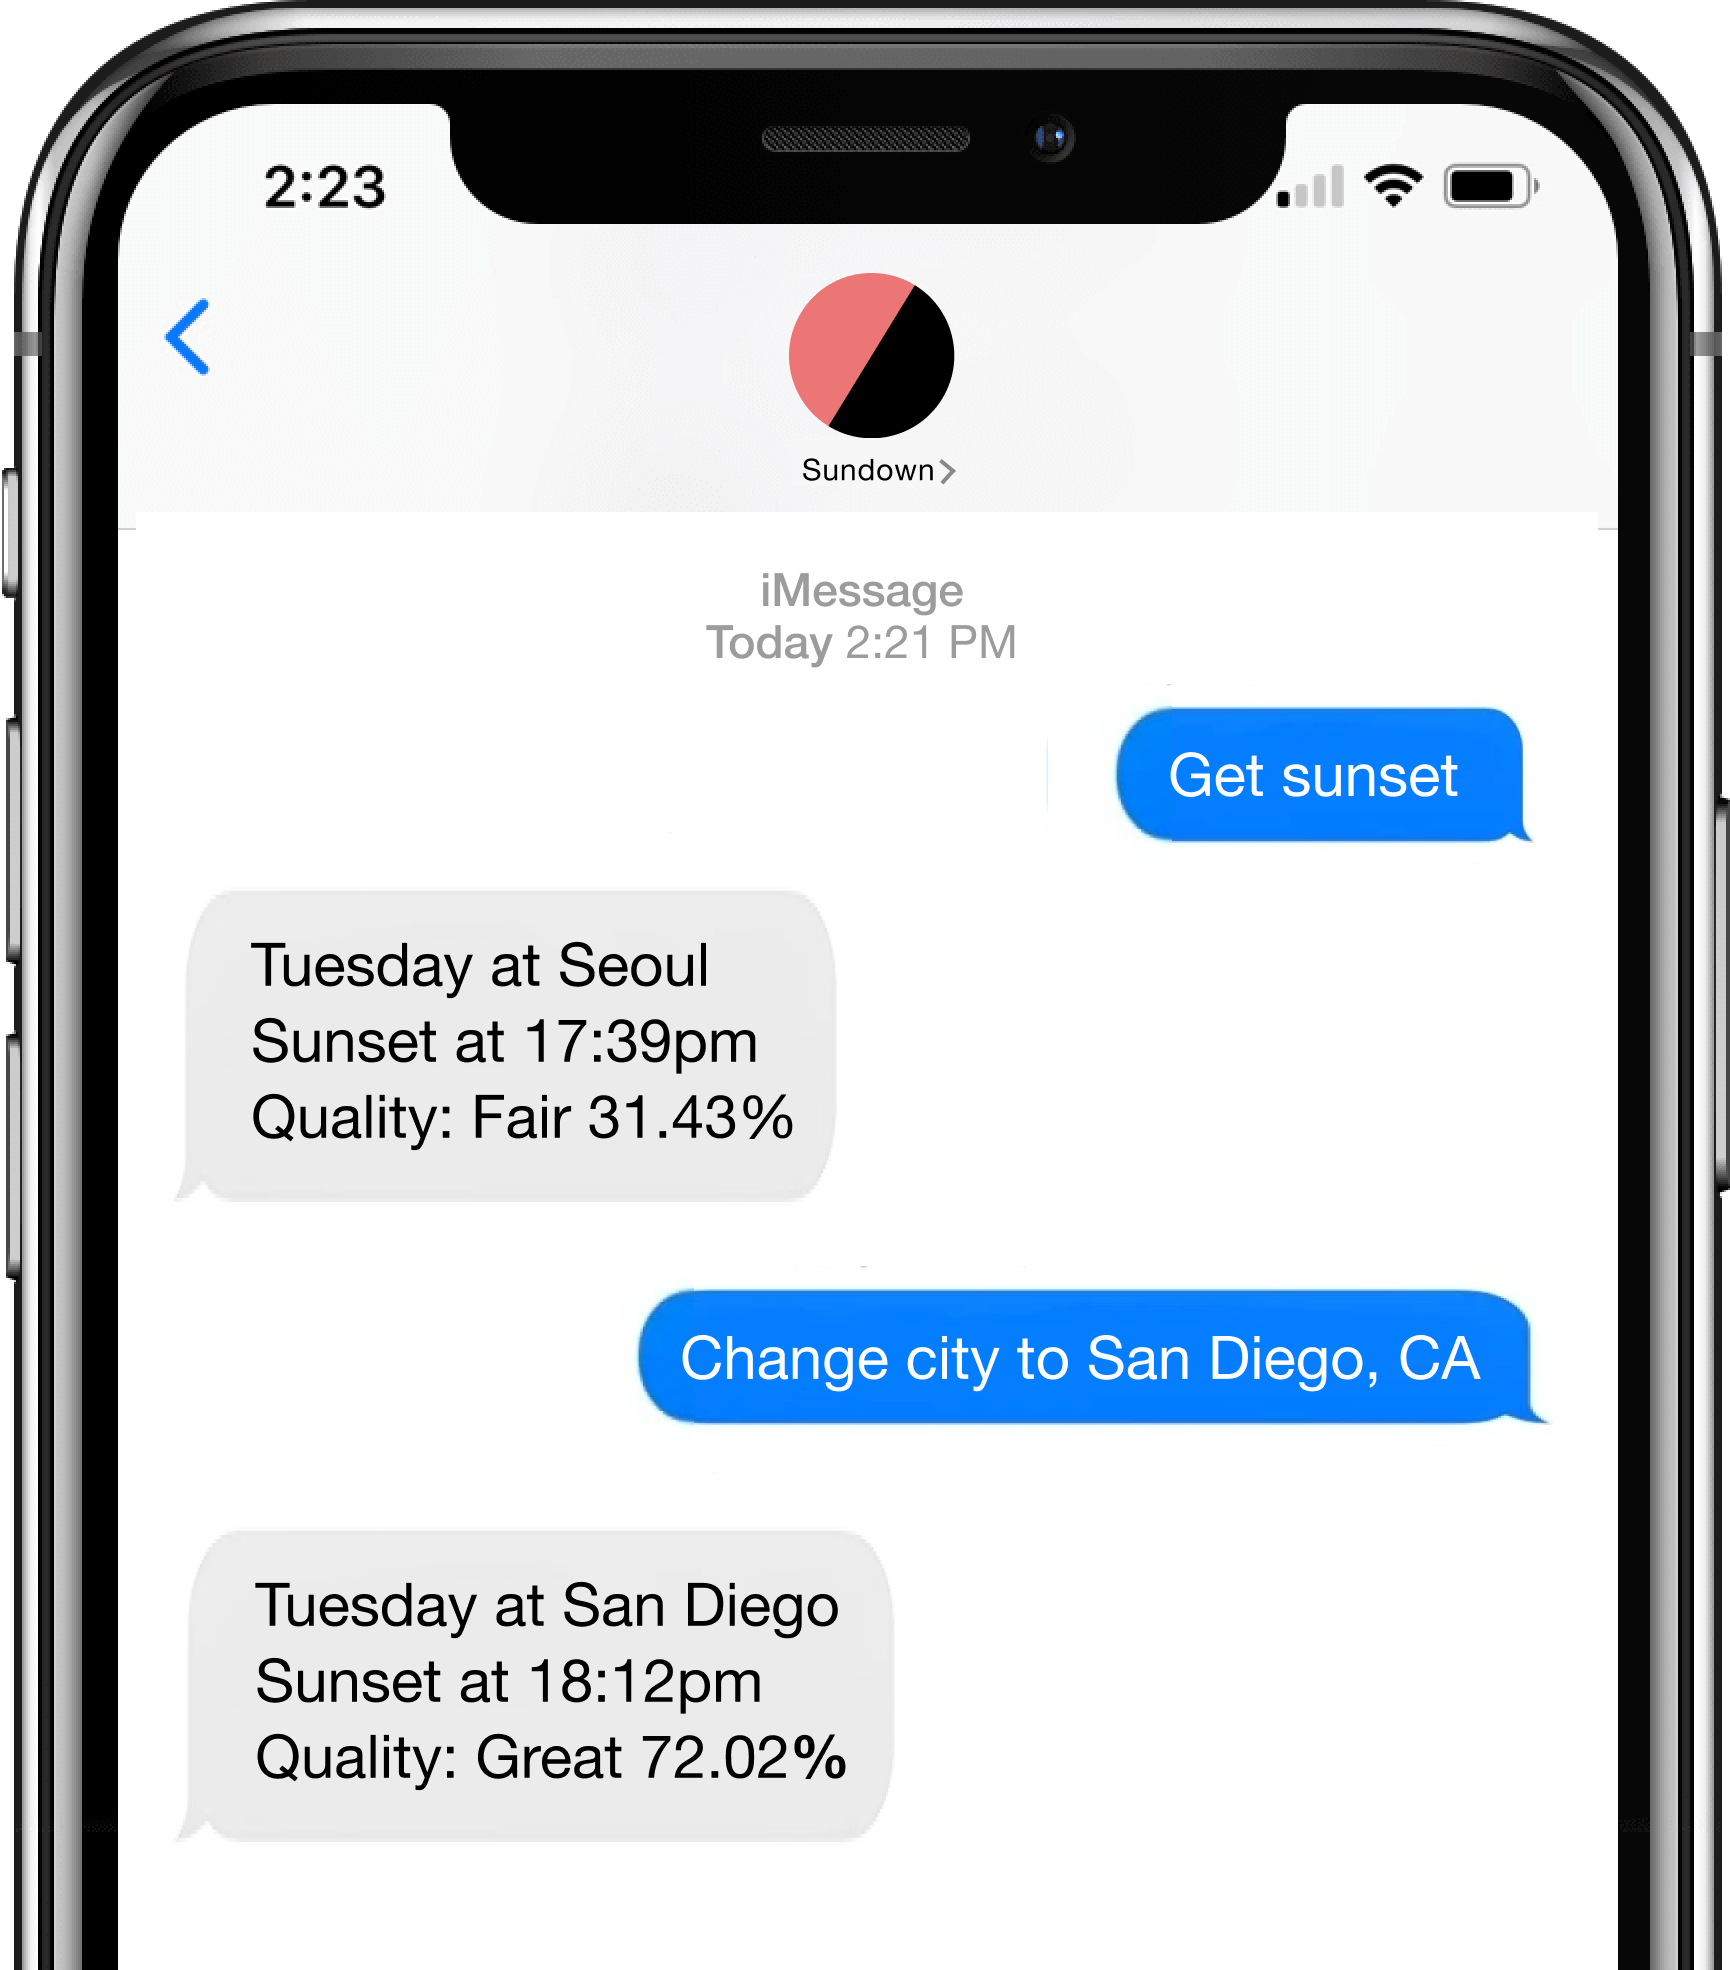 2:23
Sundown
iMessage
Today 2:21 PM
Get sunset
Tuesday at Seoul
Sunset at 17:39pm
Quality: Fair 31.43%
Change city to San Diego, CA
Tuesday at San Diego
Sunset at 18:12pm
Quality: Great 72.02%